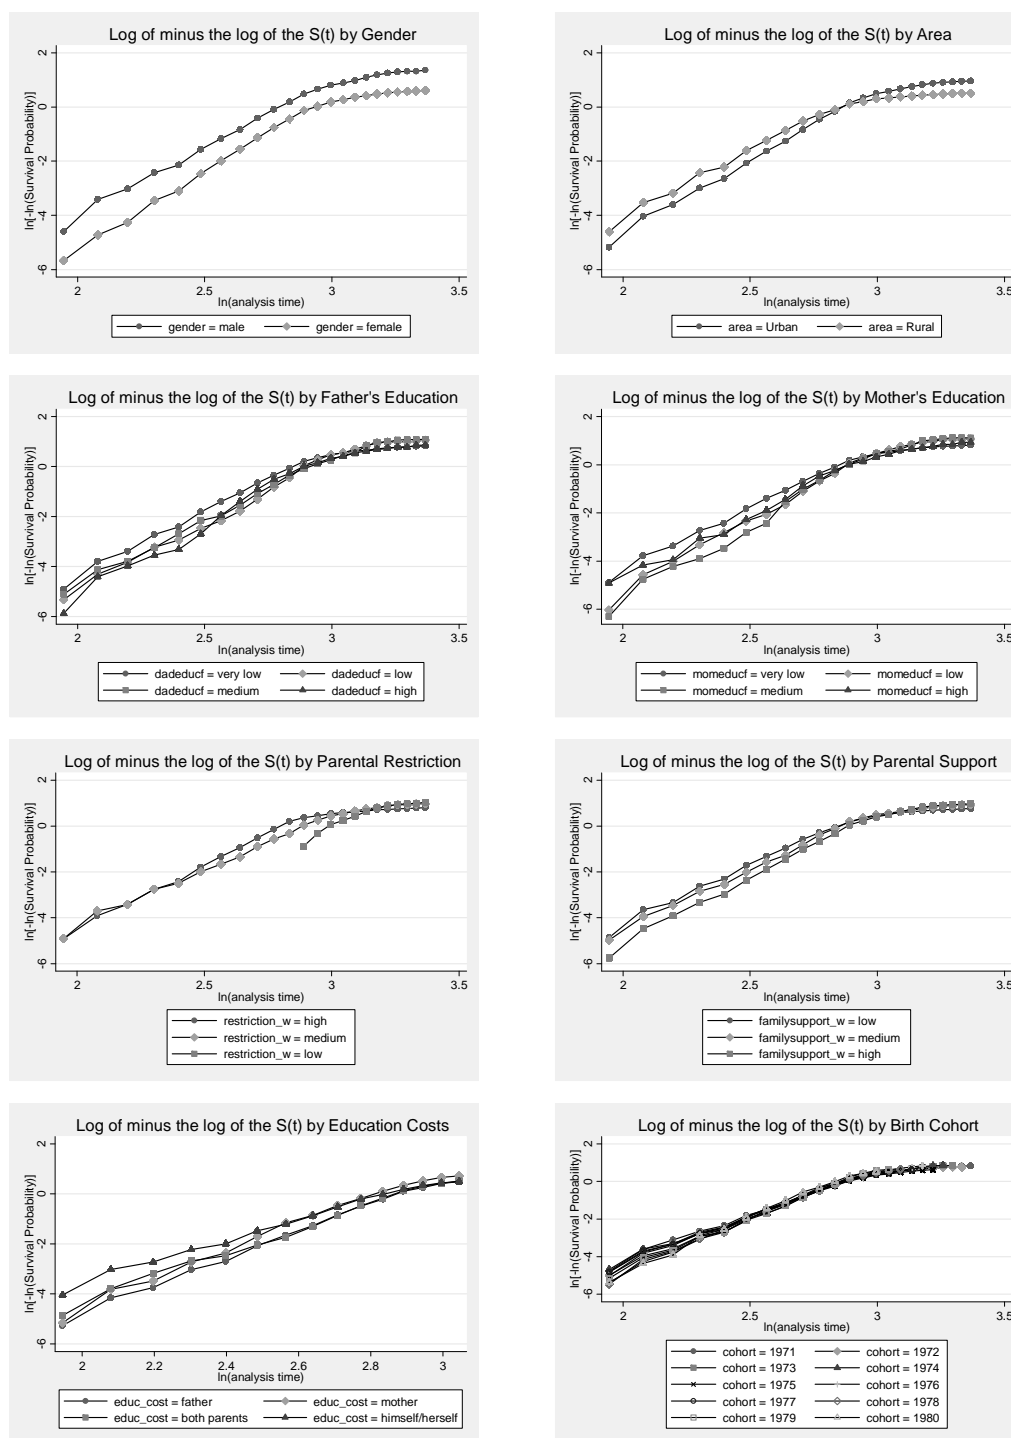 Log of minus the log of the S(t) by Gender
ln[-ln(Survival Probability)]
2
0
-2
-4
-6
2 2.5 3 3.5
ln(analysis time)
gender = male gender = female
Log of minus the log of the S(t) by Area
ln[-ln(Survival Probability)]
2
0
-2
-4
-6
2 2.5 3 3.5
ln(analysis time)
area = Urban area = Rural
Log of minus the log of the S(t) by Father's Education
ln[-ln(Survival Probability)]
2
0
-2
-4
-6
2 2.5 3 3.5
ln(analysis time)
dadeducf = very low dadeducf = low
dadeducf = medium dadeducf = high
Log of minus the log of the S(t) by Mother's Education
ln[-ln(Survival Probability)]
2
0
-2
-4
-6
2 2.5 3 3.5
ln(analysis time)
momeducf = very low momeducf = low
momeducf = medium momeducf = high
Log of minus the log of the S(t) by Parental Restriction
ln[-ln(Survival Probability)]
2
0
-2
-4
-6
2 2.5 3 3.5
ln(analysis time)
restriction_w = high
restriction_w = medium
restriction_w = low
Log of minus the log of the S(t) by Parental Support
ln[-ln(Survival Probability)]
2
0
-2
-4
-6
2 2.5 3 3.5
ln(analysis time)
familysupport_w = low
familysupport_w = medium
familysupport_w = high
Log of minus the log of the S(t) by Education Costs
ln[-ln(Survival Probability)]
2
0
-2
-4
-6
2 2.2 2.4 2.6 2.8 3
ln(analysis time)
educ_cost = father educ_cost = mother
educ_cost = both parents educ_cost = himself/herself
Log of minus the log of the S(t) by Birth Cohort
ln[-ln(Survival Probability)]
2
0
-2
-4
-6
2 2.5 3 3.5
ln(analysis time)
cohort = 1971 cohort = 1972
cohort = 1973 cohort = 1974
cohort = 1975 cohort = 1976
cohort = 1977 cohort = 1978
cohort = 1979 cohort = 1980